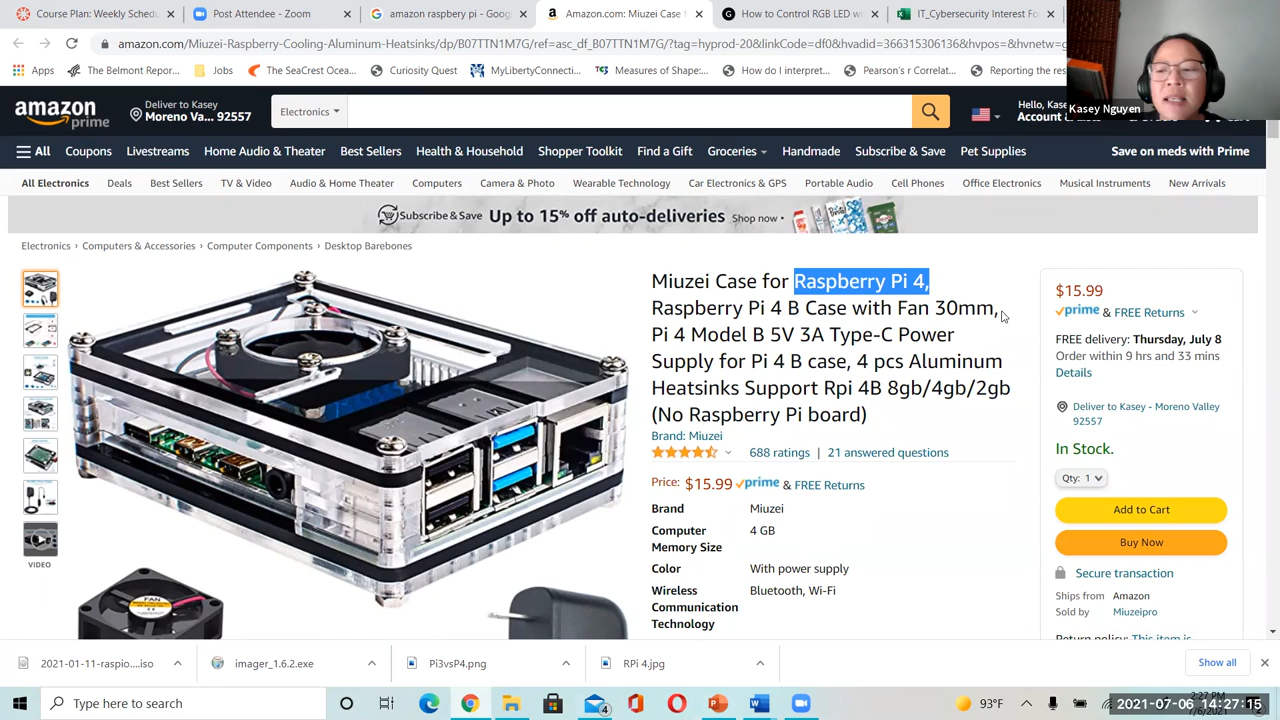 Course Plan: Weekly Schedu
Post Attendee - Zoom
amazon raspberry pi - Goog
Amazon.com: Miuzei Case f
How to Control RGB LED w
IT_Cybersecurity Interest Fo
amazon.com/Miuzei-Raspberry-Cooling-Aluminum-Heatsinks/dp/B07TTN1M7G/ref=asc_df_B07TTN1M7G/?tag=hyprod-20&linkCode=df0&hvadid=366315306136&hvpos=&hvnetw=g
Apps
The Belmont Repor...
Jobs
The SeaCrest Ocea...
Curiosity Quest
MyLibertyConnecti...
Measures of Shape:...
How do I interpret...
Pearson's r Correlat...
Reporting the res
Kasey Nguyen
amazon prime
Deliver to Kasey
Moreno Va... 92557
Electronics
Hello, Kase
Account
All
Coupons
Livestreams
Home Audio & Theater
Best Sellers
Health & Household
Shopper Toolkit
Find a Gift
Groceries
Handmade
Subscribe & Save
Pet Supplies
Save on meds with Prime
All Electronics
Deals
Best Sellers
TV & Video
Audio & Home Theater
Computers
Camera & Photo
Wearable Technology
Car Electronics & GPS
Portable Audio
Cell Phones
Office Electronics
Musical Instruments
New Arrivals
Subscribe & Save Up to 15% off auto-deliveries Shop now
Electronics › Computers & Accessories › Computer Components › Desktop Barebones
Miuzei Case for Raspberry Pi 4,
Raspberry Pi 4 B Case with Fan 30mm,
Pi 4 Model B 5V 3A Type-C Power
Supply for Pi 4 B case, 4 pcs Aluminum
Heatsinks Support Rpi 4B 8gb/4gb/2gb
(No Raspberry Pi board)
Brand: Miuzei
688 ratings | 21 answered questions
Price: $15.99 prime & FREE Returns
Brand Miuzei
Computer Memory Size 4 GB
Color With power supply
Wireless Communication Technology Bluetooth, Wi-Fi
VIDEO
FAN
$15.99
prime & FREE Returns
FREE delivery: Thursday, July 8
Order within 9 hrs and 33 mins
Details
Deliver to Kasey - Moreno Valley
92557
In Stock.
Qty: 1
Add to Cart
Buy Now
Secure transaction
Ships from Amazon
Sold by Miuzeipro
Return policy: This item is
2021-01-11-raspio....iso
imager_1.6.2.exe
Pi3vsP4.png
RPi 4.jpg
Show all
Type here to search
4
93°F
2:27 PM
2021-07-06 14:27:15
7/6/2021